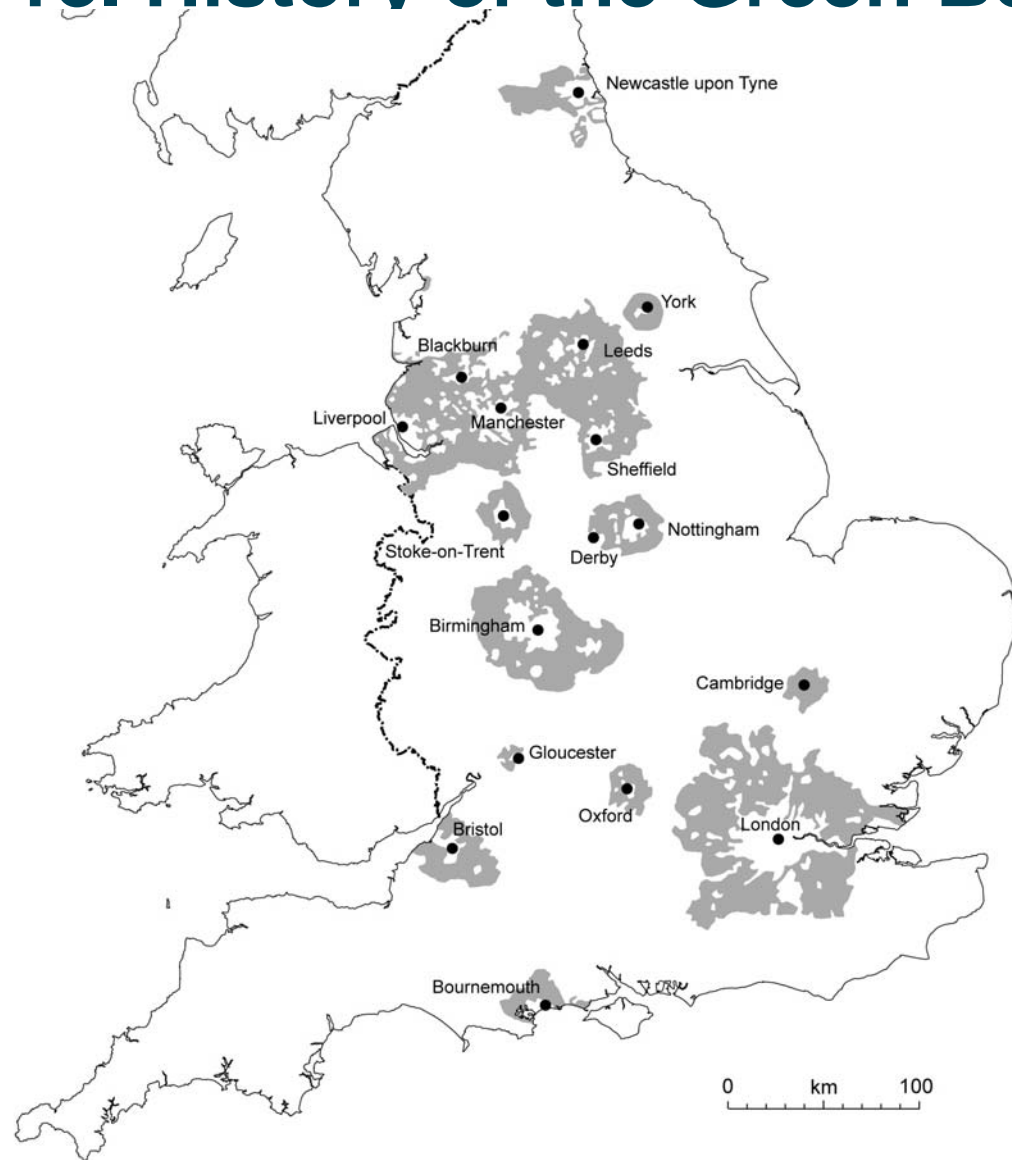 Newcastle upon Tyne
York
Blackburn
Leeds
Liverpool
Manchester
Sheffield
Nottingham
Stoke-on-Trent
Derby
Birmingham
Cambridge
Gloucester
Oxford
London
Bristol
Bournemouth
0 km 100